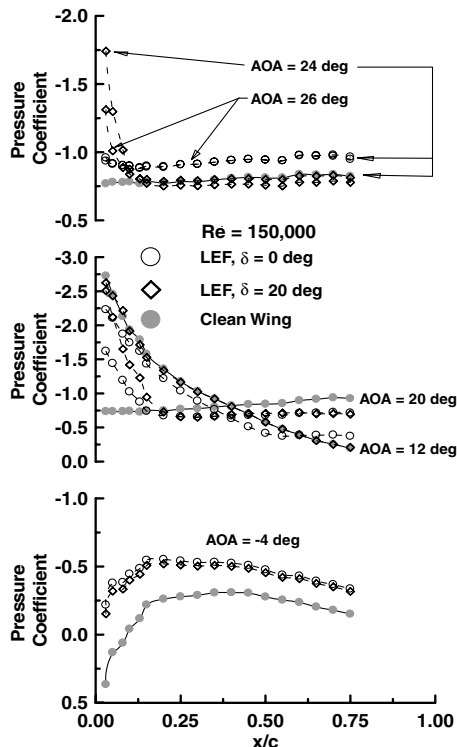 -2.0
-1.5
-1.0
-0.5
Pressure
Coefficient
AOA = 24 deg
AOA = 26 deg
Re = 150,000
LEF, δ = 0 deg
LEF, δ = 20 deg
Clean Wing
-3.0
-2.5
-2.0
-1.5
-1.0
-0.5
0.0
Pressure
Coefficient
AOA = 20 deg
AOA = 12 deg
-1.0
-0.5
0.0
0.5
Pressure
Coefficient
AOA = -4 deg
0.00
0.25
0.50
0.75
1.00
x/c